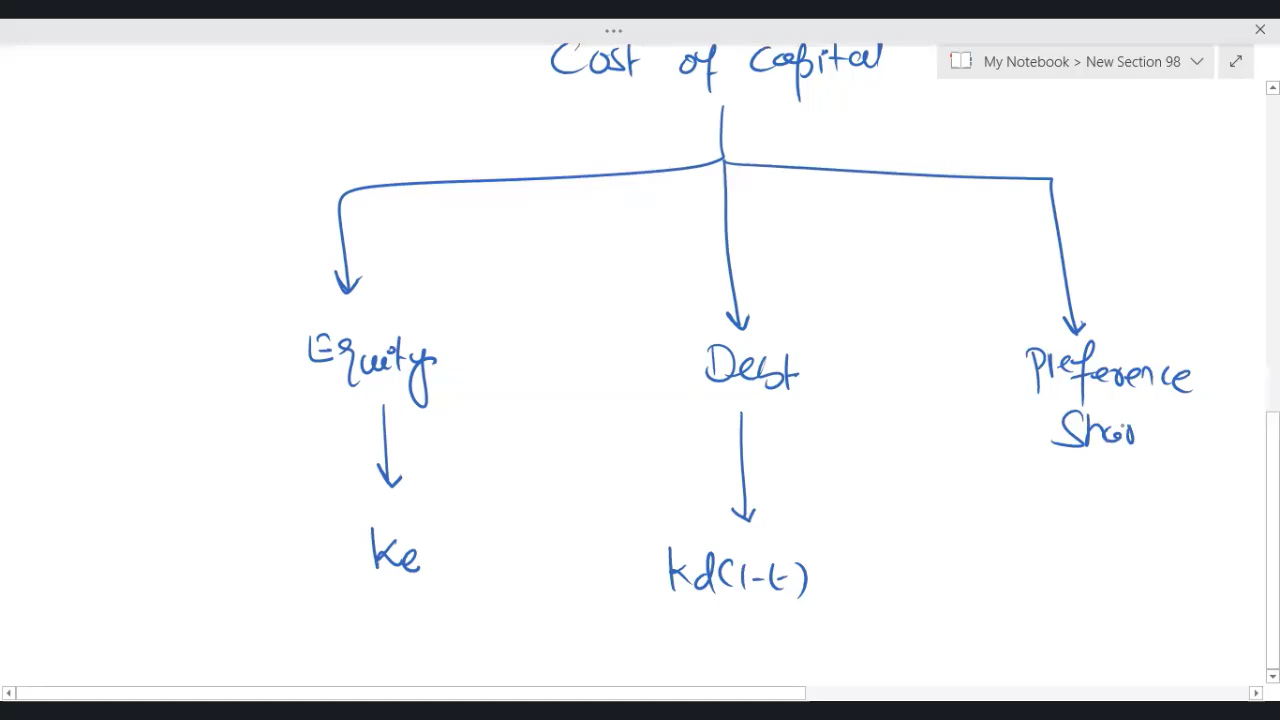 Cost of Capital
My Notebook > New Section 98
Equity
Debt
Preference
Ke
Kd(1-t)